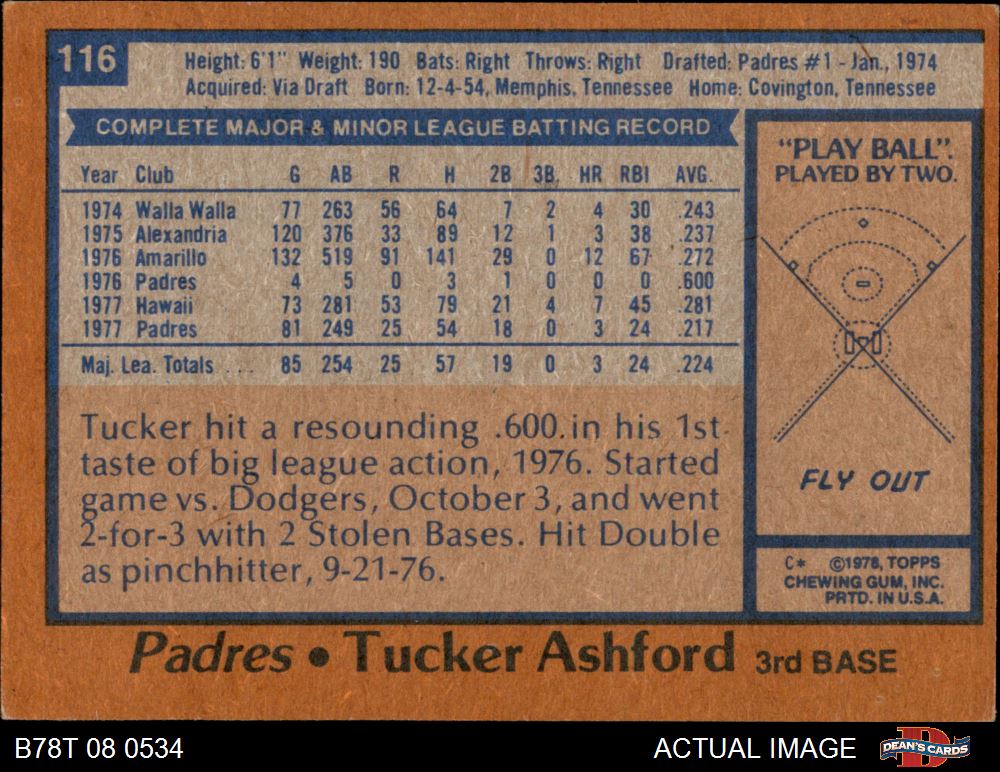 116
Height: 6'1" Weight: 190 Bats: Right Throws: Right Drafted: Padres #1 - Jan., 1974
Acquired: Via Draft Born: 12-4-54, Memphis, Tennessee Home: Covington, Tennessee
COMPLETE MAJOR & MINOR LEAGUE BATTING RECORD
Year Club G AB R H 2B 3B. HR RBI AVG.
1974 Walla Walla 77 263 56 64 7 2 4 30 .243
1975 Alexandria 120 376 33 89 12 1 3 38 .237
1976 Amarillo 132 519 91 141 29 0 12 67 .272
1976 Padres 4 5 0 3 1 0 0 0 .600
1977 Hawaii 73 281 53 79 21 4 7 45 .281
1977 Padres 81 249 25 54 18 0 3 24 .217
Maj. Lea. Totals . . . 85 254 25 57 19 0 3 24 .224
Tucker hit a resounding .600.in his 1st
taste of big league action, 1976. Started
game vs. Dodgers, October 3, and went
2-for-3 with 2 Stolen Bases. Hit Double
as pinchhitter, 9-21-76.
"PLAY BALL".
PLAYED BY TWO.
FLY OUT
C* ©1978, TOPPS
CHEWING GUM, INC.
PRTD. IN U.S.A.
Padres • Tucker Ashford 3rd BASE
B78T 08 0534 ACTUAL IMAGE
D
DEAN'S CARDS